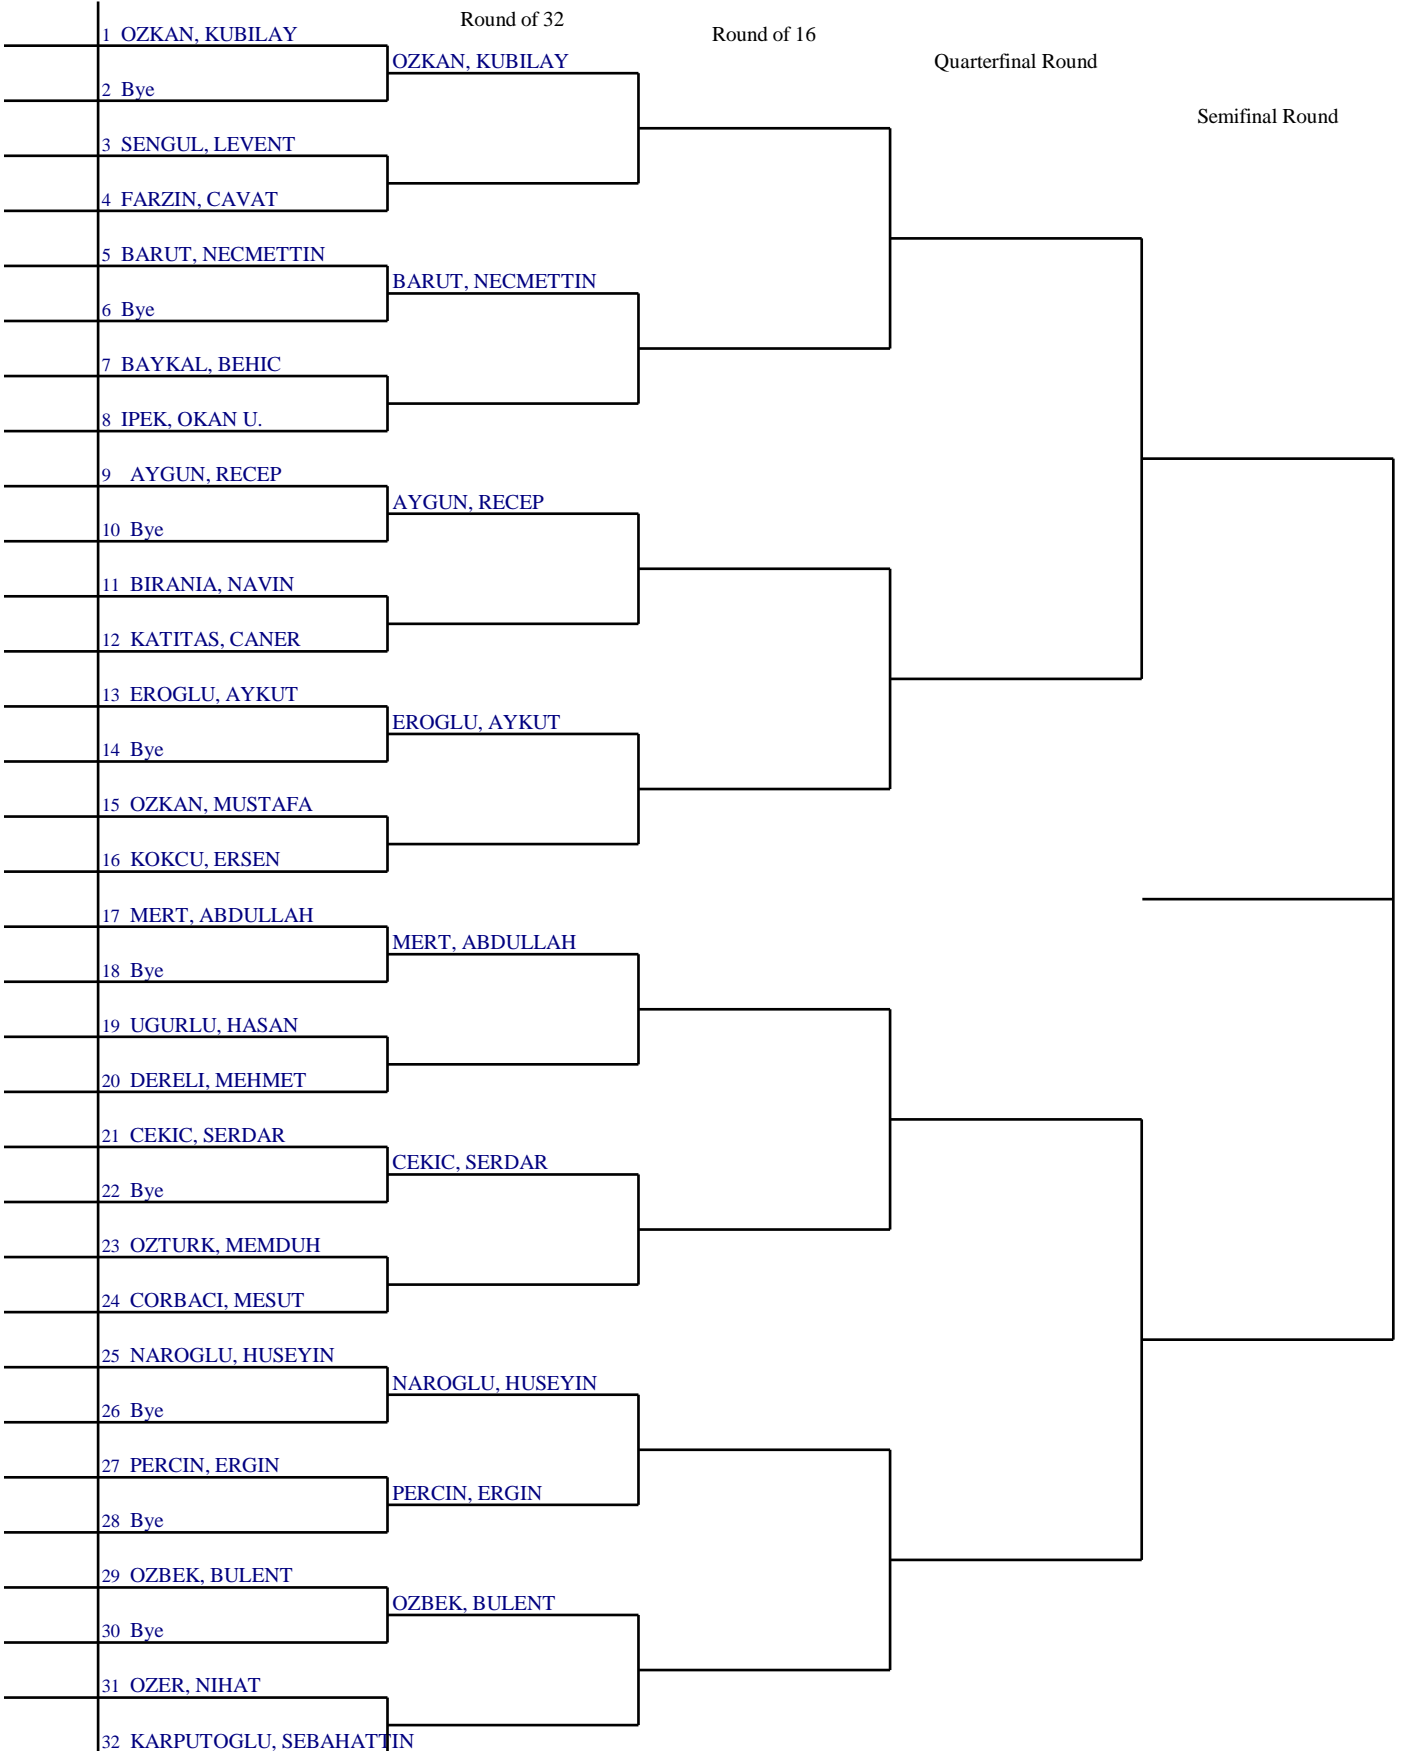 Round of 32
Round of 16
Quarterfinal Round
Semifinal Round
1 OZKAN, KUBILAY
OZKAN, KUBILAY
2 Bye
3 SENGUL, LEVENT
4 FARZIN, CAVAT
5 BARUT, NECMETTIN
BARUT, NECMETTIN
6 Bye
7 BAYKAL, BEHIC
8 IPEK, OKAN U.
9 AYGUN, RECEP
AYGUN, RECEP
10 Bye
11 BIRANIA, NAVIN
12 KATITAS, CANER
13 EROGLU, AYKUT
EROGLU, AYKUT
14 Bye
15 OZKAN, MUSTAFA
16 KOKCU, ERSEN
17 MERT, ABDULLAH
MERT, ABDULLAH
18 Bye
19 UGURLU, HASAN
20 DERELI, MEHMET
21 CEKIC, SERDAR
CEKIC, SERDAR
22 Bye
23 OZTURK, MEMDUH
24 CORBACI, MESUT
25 NAROGLU, HUSEYIN
NAROGLU, HUSEYIN
26 Bye
27 PERCIN, ERGIN
PERCIN, ERGIN
28 Bye
29 OZBEK, BULENT
OZBEK, BULENT
30 Bye
31 OZER, NIHAT
32 KARPUTOGLU, SEBAHATTIN